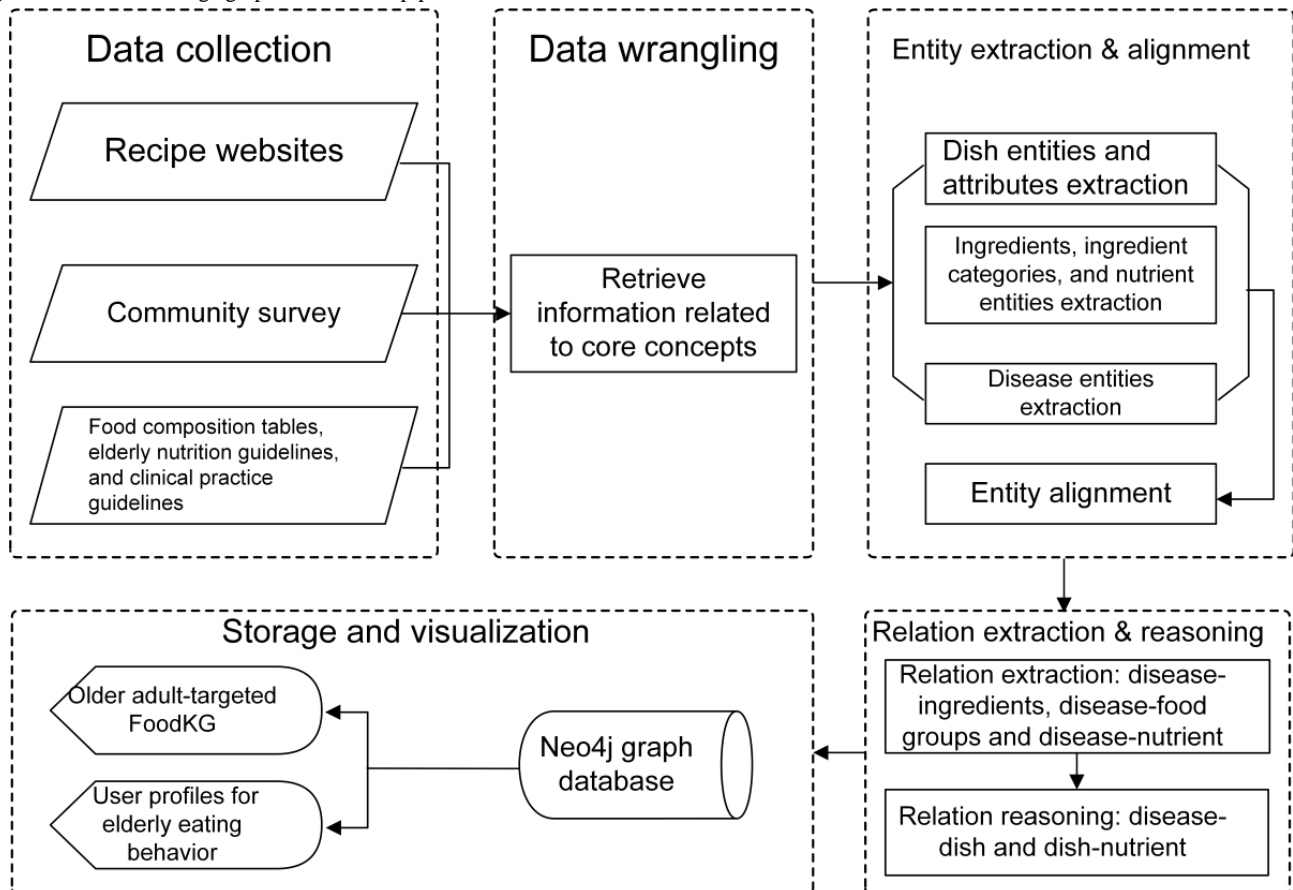 Data collection
Recipe websites
Community survey
Food composition tables,
elderly nutrition guidelines,
and clinical practice
guidelines
Data wrangling
Retrieve
information related
to core concepts
Entity extraction & alignment
Dish entities and
attributes extraction
Ingredients, ingredient
categories, and nutrient
entities extraction
Disease entities
extraction
Entity alignment
Relation extraction & reasoning
Relation extraction: disease-
ingredients, disease-food
groups and disease-nutrient
Relation reasoning: disease-
dish and dish-nutrient
Storage and visualization
Neo4j graph
database
Older adult-targeted
FoodKG
User profiles for
elderly eating
behavior